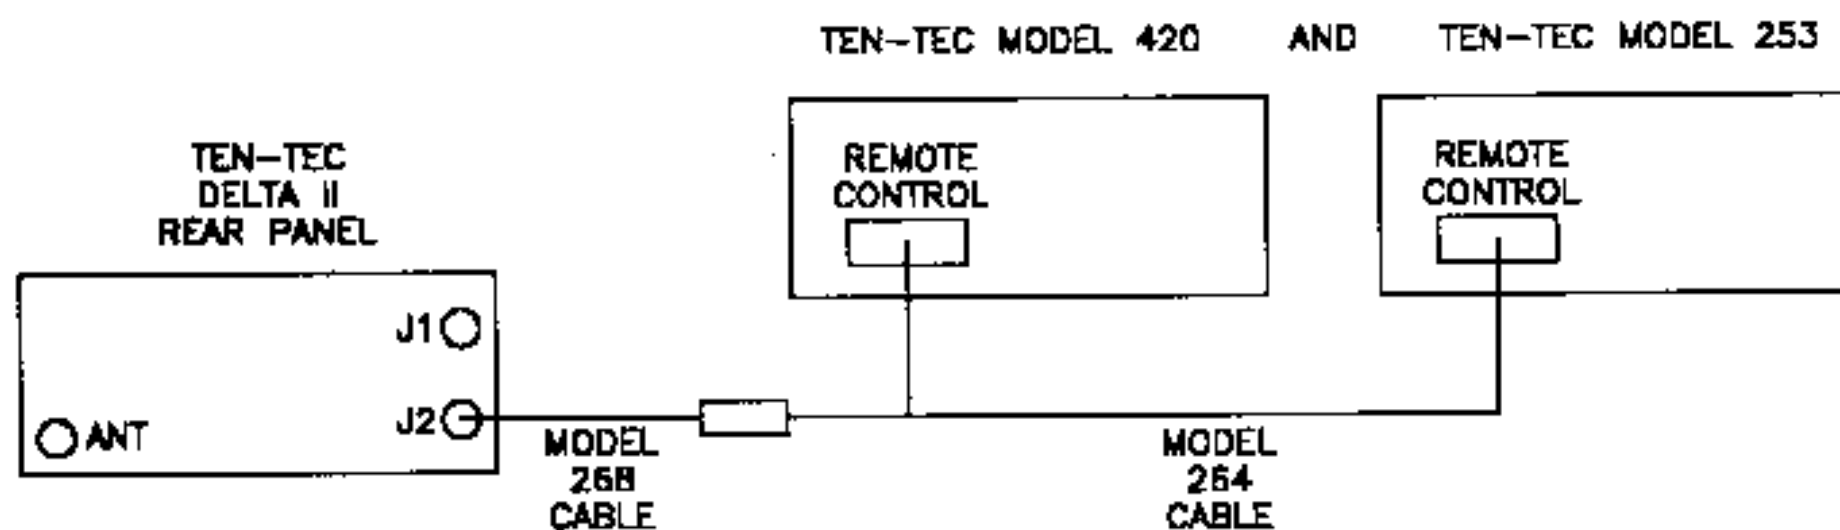 TEN-TEC MODEL 420 AND TEN-TEC MODEL 253
TEN-TEC
DELTA II
REAR PANEL
REMOTE
CONTROL
REMOTE
CONTROL
J1
J2
ANT
MODEL
268
CABLE
MODEL
264
CABLE